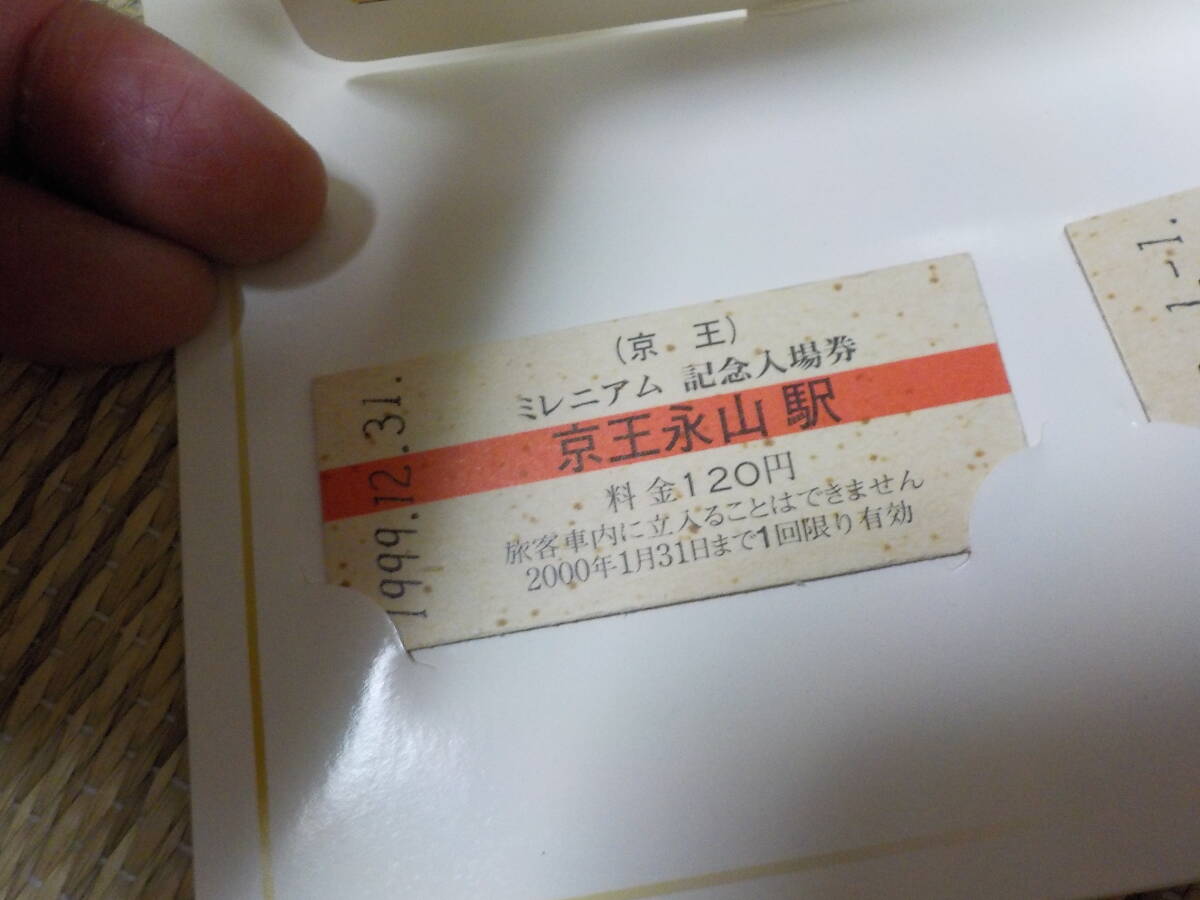 (京 王)
ミレニアム 記念入場券
京王永山駅
料金120円
旅客車内に立入ることはできません
2000年1月31日まで1回限り有効
1999.12.31.
1.-1.